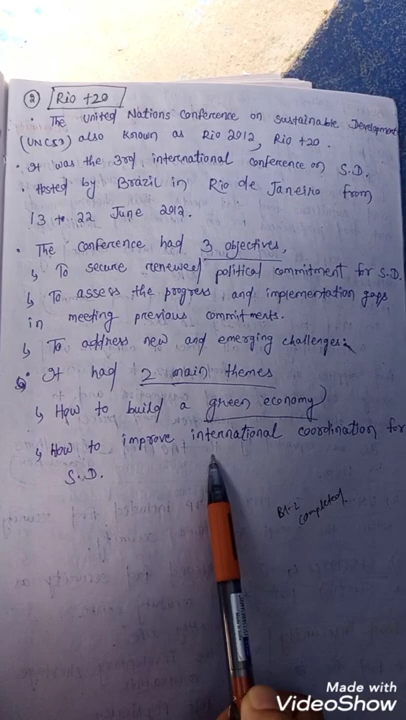 ② Rio +20
• The United Nations Conference on Sustainable Development
(UNCSD) also known as Rio 2012, Rio +20.
• It was the 3rd international conference on S.D.
• Hosted by Brazil in Rio de Janeiro from
13 to 22 June 2012.
• The conference had 3 objectives,
↳ To secure renewed political commitment for S.D.
↳ To assess the progress and implementation gaps
in meeting previous commitments.
↳ To address new and emerging challenges.
• It had 2 main themes
↳ How to build a green economy
↳ How to improve international coordination for
S.D.
completed
Made with
VideoShow